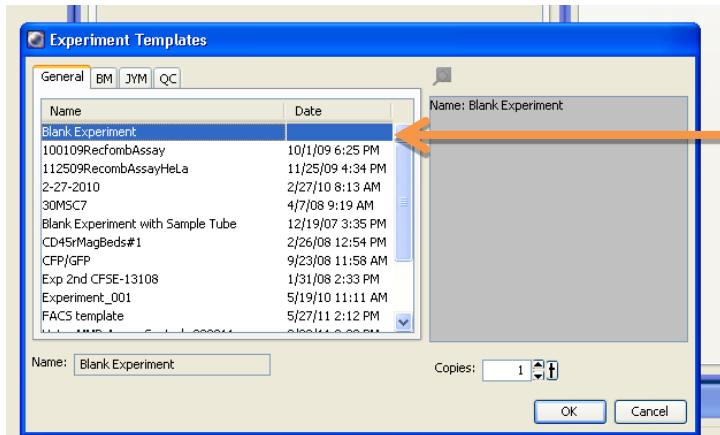 Experiment Templates
General BM JYM QC
Name Date
Name: Blank Experiment
Blank Experiment
100109RecfombAssay 10/1/09 6:25 PM
112509RecombAssayHeLa 11/25/09 4:34 PM
2-27-2010 2/27/10 8:13 AM
30MSC7 4/7/08 9:19 AM
Blank Experiment with Sample Tube 12/19/07 3:35 PM
CD45rMagBeds#1 2/26/08 12:54 PM
CFP/GFP 9/23/08 11:58 AM
Exp 2nd CFSE-13108 1/31/08 2:33 PM
Experiment_001 5/19/10 11:11 AM
FACS template 5/27/11 2:12 PM
Name: Blank Experiment
Copies: 1
OK Cancel